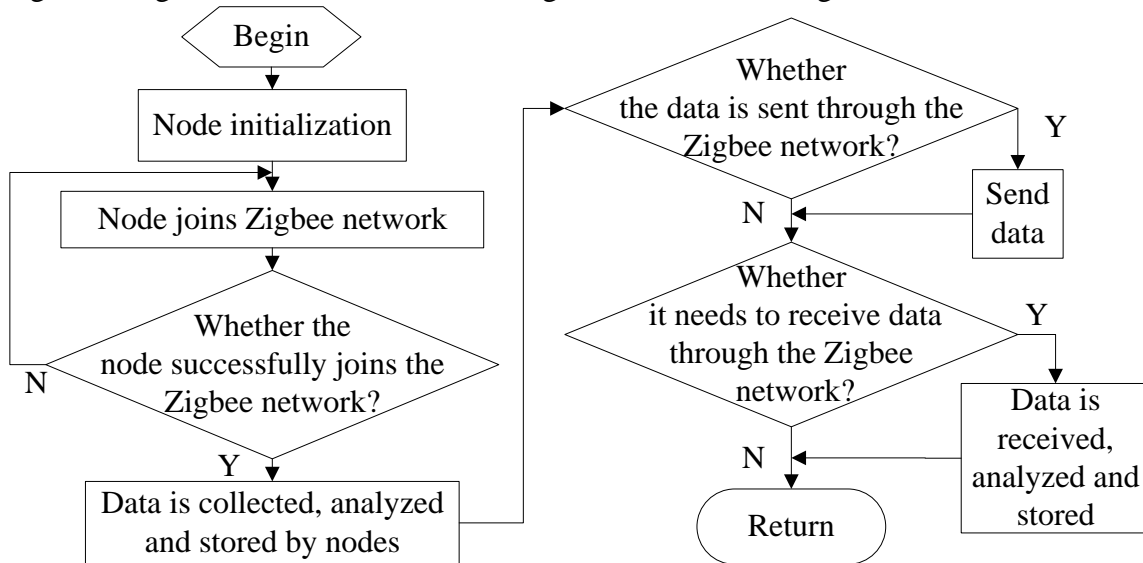 Begin
Node initialization
Node joins Zigbee network
Whether the
node successfully joins the
Zigbee network?
N
Y
Data is collected, analyzed
and stored by nodes
Whether
the data is sent through the
Zigbee network?
Y
Send
data
N
Whether
it needs to receive data
through the Zigbee
network?
Y
Data is
received,
analyzed and
stored
N
Return